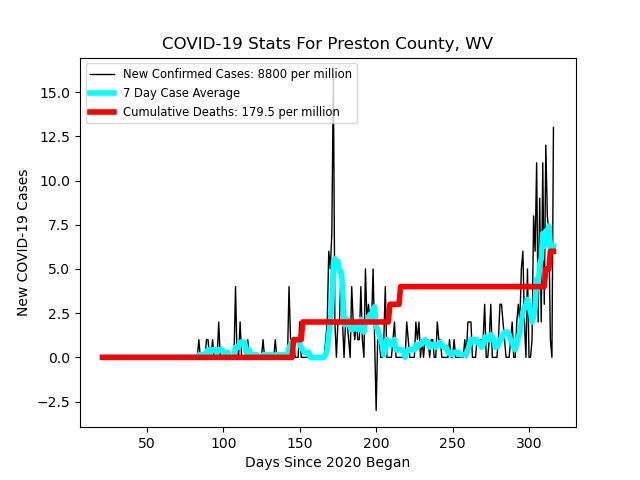 COVID-19 Stats For Preston County, WV
New Confirmed Cases: 8800 per million
7 Day Case Average
Cumulative Deaths: 179.5 per million
15.0
12.5
10.0
7.5
5.0
2.5
0.0
−2.5
New COVID-19 Cases
50 100 150 200 250 300
Days Since 2020 Began